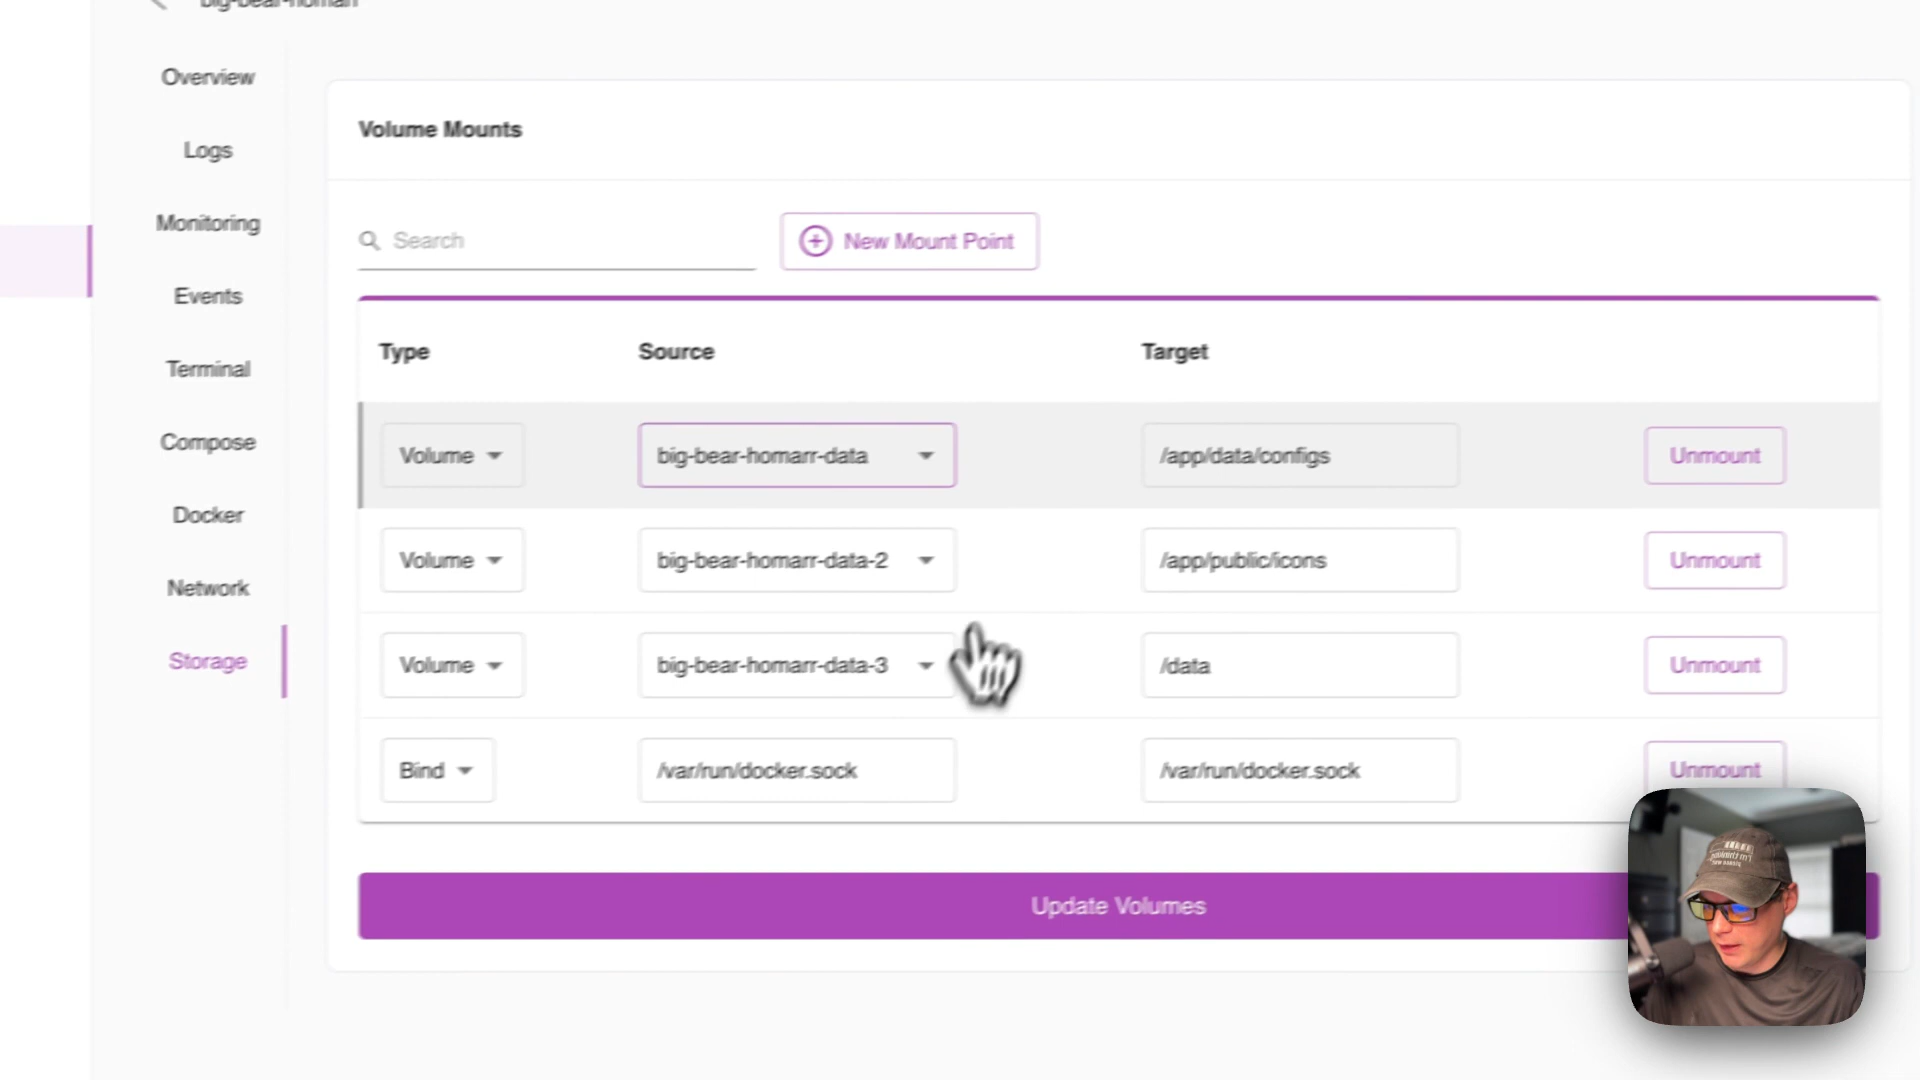 big-bear-homarr
Overview
Logs
Monitoring
Events
Terminal
Compose
Docker
Network
Storage
Volume Mounts
Search
New Mount Point
Type Source Target
Volume big-bear-homarr-data /app/data/configs Unmount
Volume big-bear-homarr-data-2 /app/public/icons Unmount
Volume big-bear-homarr-data-3 /data Unmount
Bind /var/run/docker.sock /var/run/docker.sock Unmount
Update Volumes